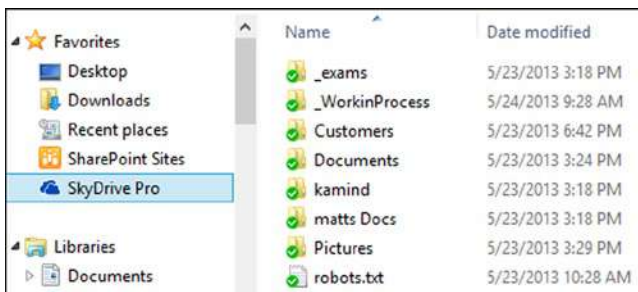 Favorites
Desktop
Downloads
Recent places
SharePoint Sites
SkyDrive Pro
Libraries
Documents
Name Date modified
_exams 5/23/2013 3:18 PM
_WorkinProcess 5/24/2013 9:28 AM
Customers 5/23/2013 6:42 PM
Documents 5/23/2013 3:24 PM
kamind 5/23/2013 3:18 PM
matts Docs 5/23/2013 3:18 PM
Pictures 5/23/2013 3:29 PM
robots.txt 5/23/2013 10:28 AM